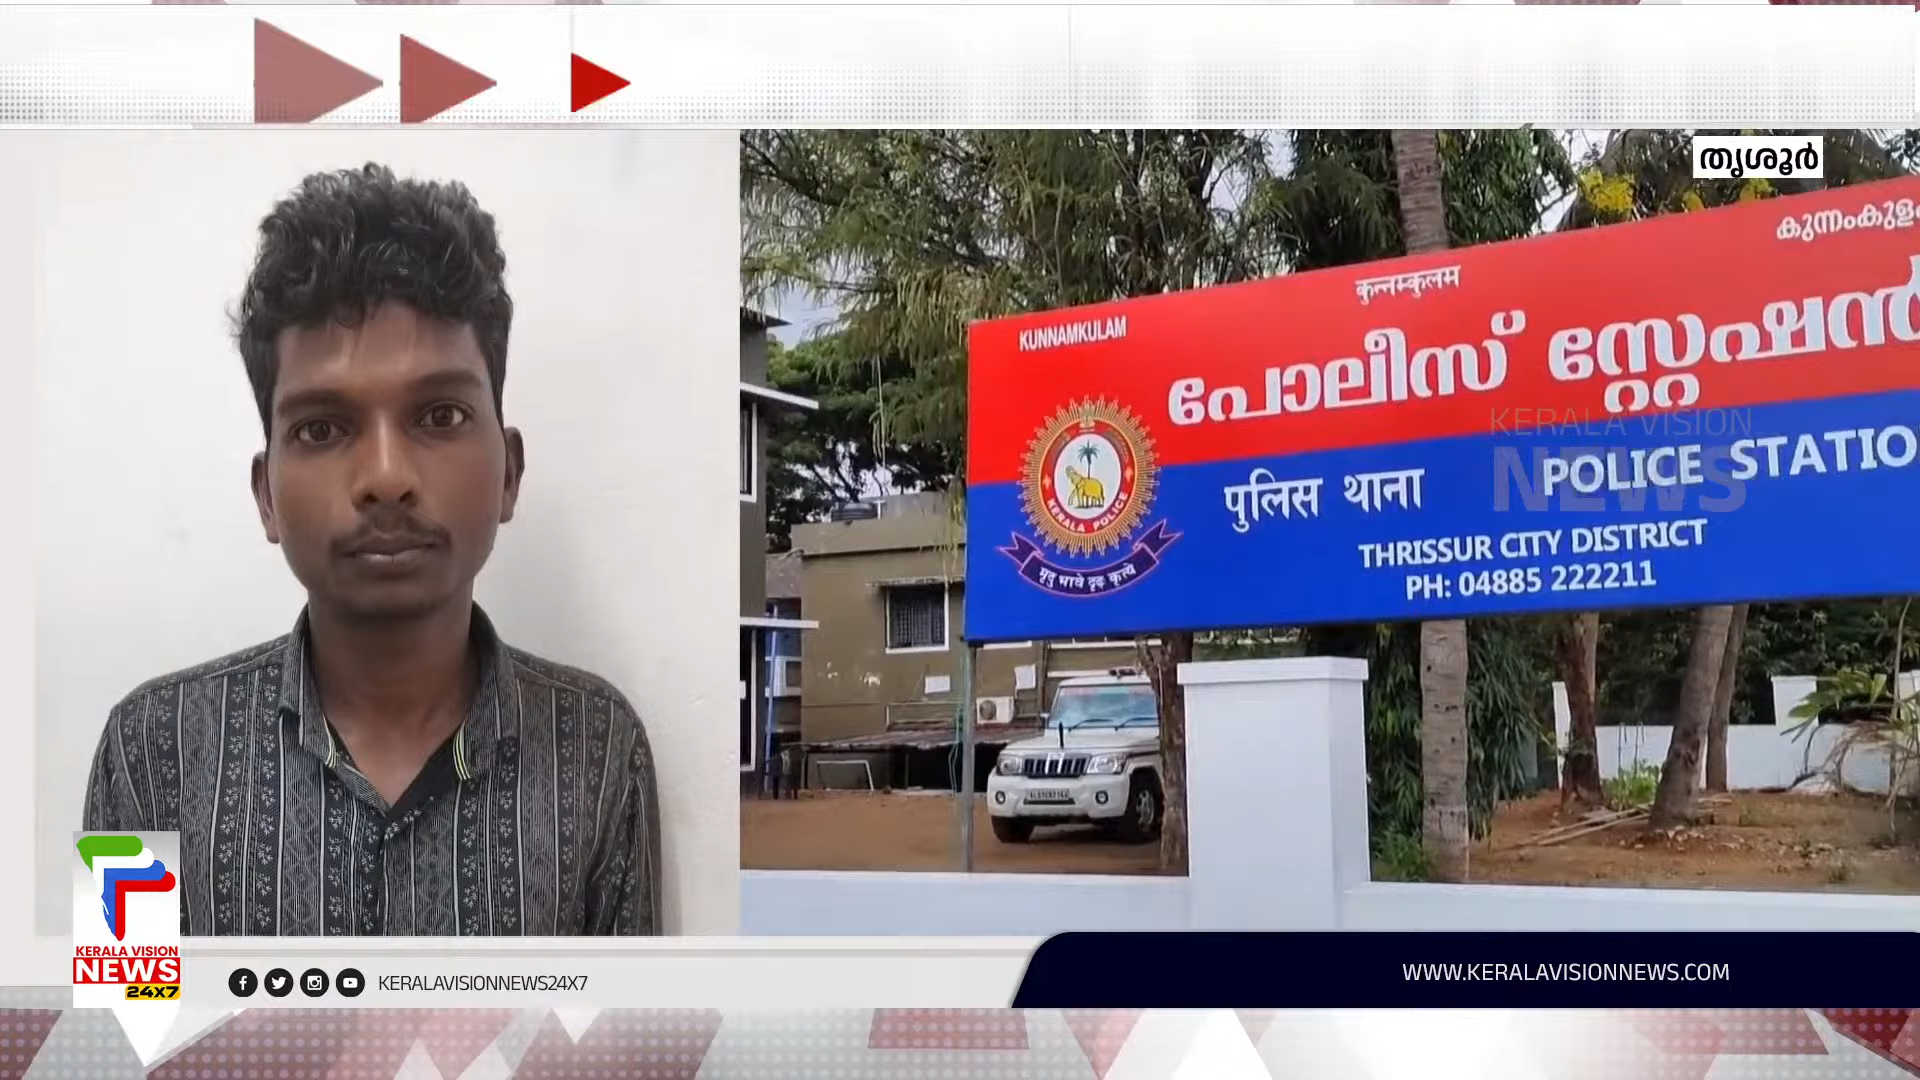 തൃശൂർ
കുന്നംകുളം
कुन्नम्कुलम
KUNNAMKULAM
പോലീസ് സ്റ്റേഷൻ
KERALA VISION
NEWS
पुलिस थाना
POLICE STATIO
THRISSUR CITY DISTRICT
PH: 04885 222211
KERALA POLICE
मृदु भावे दृढ़ कृत्ये
KERALA VISION
NEWS
24X7
KERALAVISIONNEWS24X7
WWW.KERALAVISIONNEWS.COM